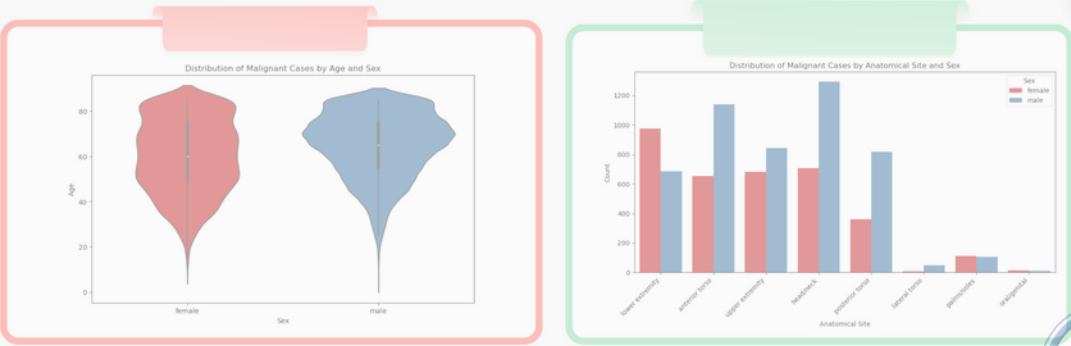 Distribution of Malignant Cases by Age and Sex
Age
80
60
40
20
0
female
male
Sex
Distribution of Malignant Cases by Anatomical Site and Sex
Sex
female
male
Count
1200
1000
800
600
400
200
0
lower extremity
anterior torso
upper extremity
head/neck
posterior torso
lateral torso
palms/soles
oral/genital
Anatomical Site